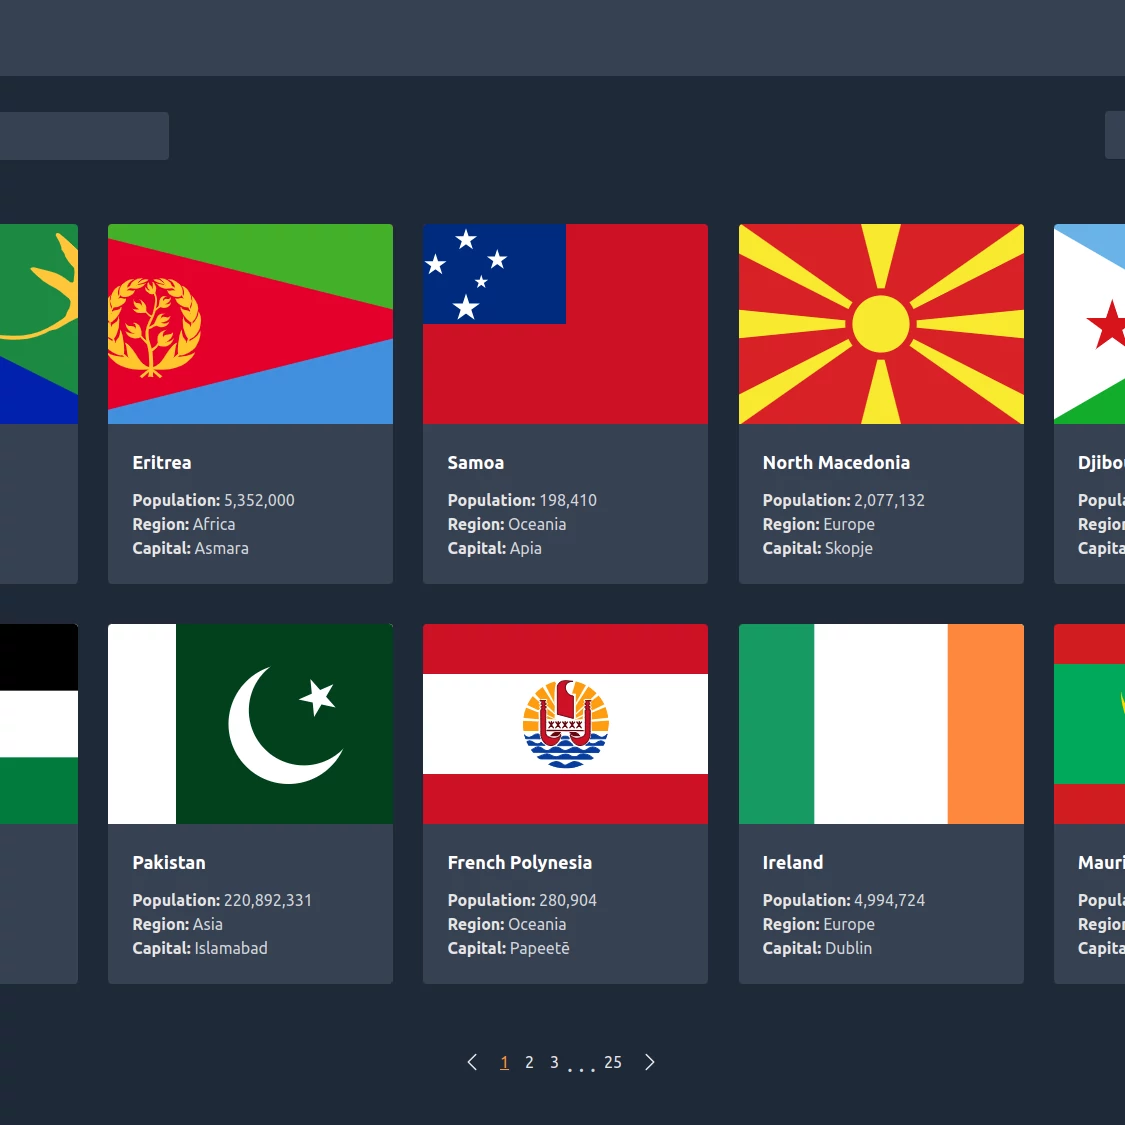 Eritrea
Population: 5,352,000
Region: Africa
Capital: Asmara
Samoa
Population: 198,410
Region: Oceania
Capital: Apia
North Macedonia
Population: 2,077,132
Region: Europe
Capital: Skopje
Djibou
Popula
Region
Capita
Pakistan
Population: 220,892,331
Region: Asia
Capital: Islamabad
French Polynesia
Population: 280,904
Region: Oceania
Capital: Papeetē
Ireland
Population: 4,994,724
Region: Europe
Capital: Dublin
Mauri
Popula
Region
Capita
1 2 3 ... 25